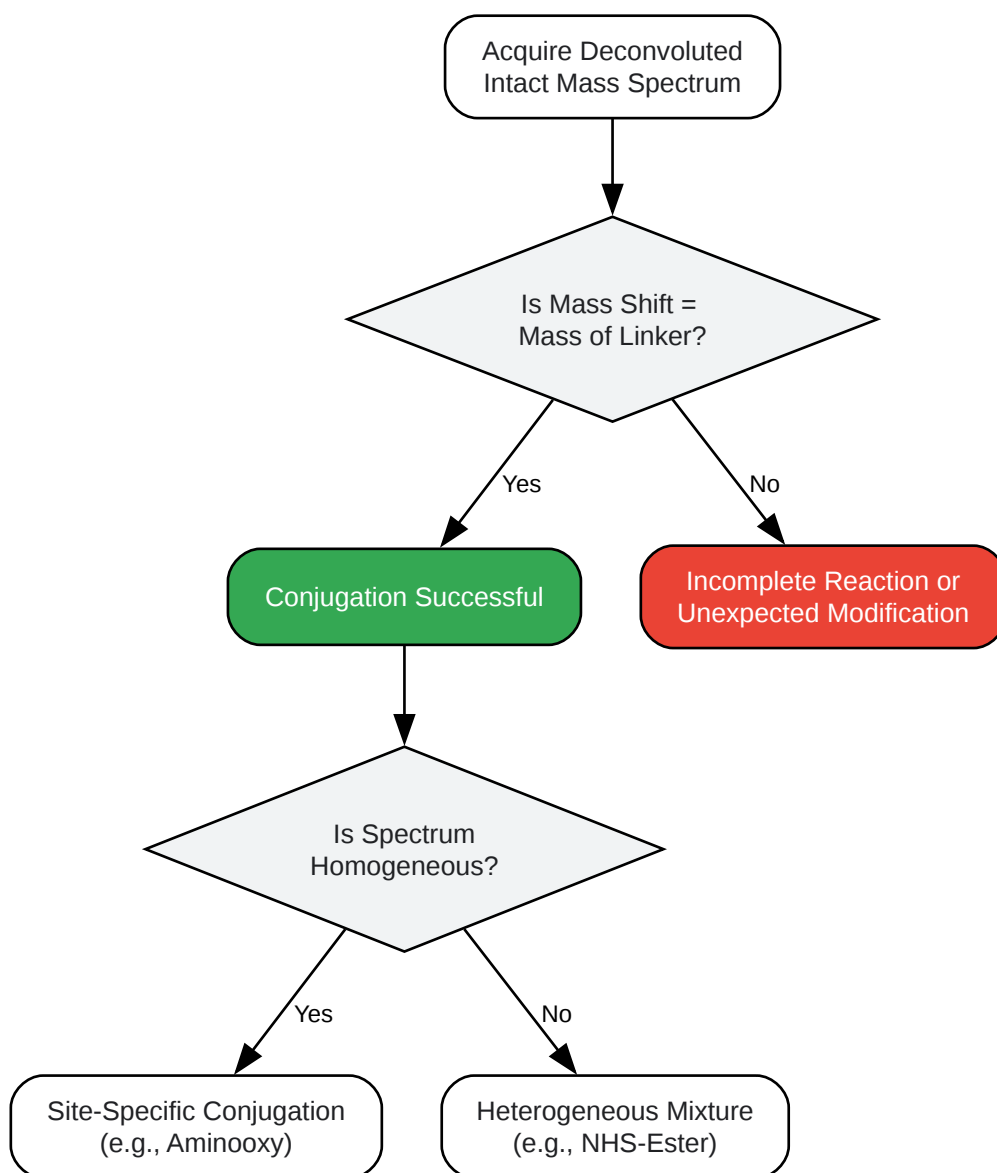 Acquire Deconvoluted
Intact Mass Spectrum
Is Mass Shift =
Mass of Linker?
Yes
No
Conjugation Successful
Incomplete Reaction or
Unexpected Modification
Is Spectrum
Homogeneous?
Yes
No
Site-Specific Conjugation
(e.g., Aminooxy)
Heterogeneous Mixture
(e.g., NHS-Ester)